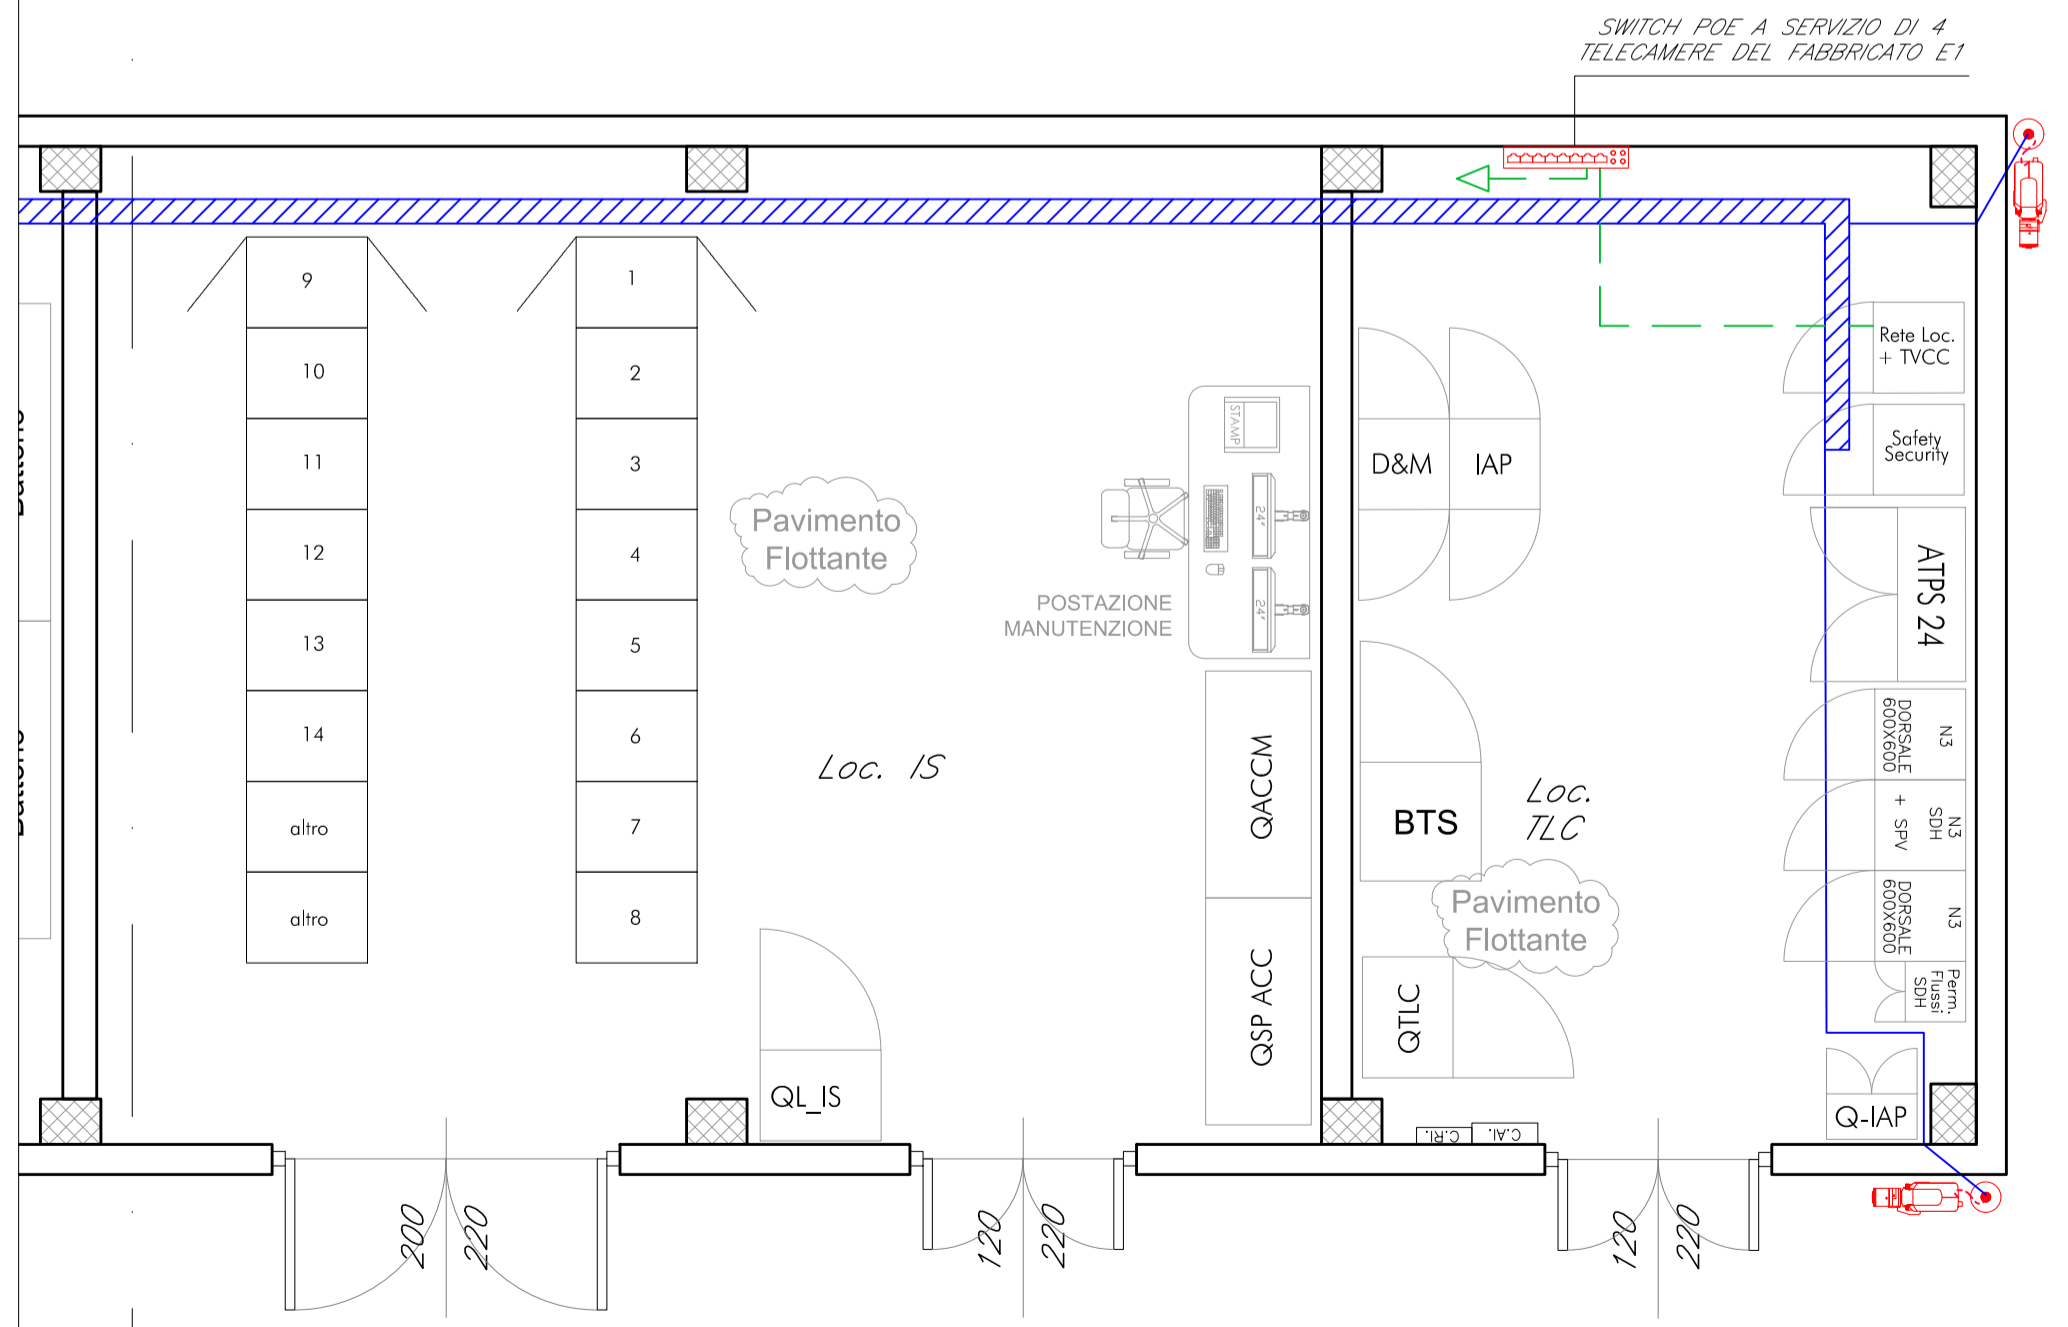 SWITCH POE A SERVIZIO DI 4
TELECAMERE DEL FABBRICATO E1
9
10
11
12
13
14
altro
altro
1
2
3
4
5
6
7
8
Pavimento
Flottante
STAMP
24"
24"
POSTAZIONE
MANUTENZIONE
Loc. IS
QACCM
QSP ACC
QL_IS
D&M
IAP
BTS
Loc.
TLC
Pavimento
Flottante
QTLC
C.RI.
C.AI.
Rete Loc.
+ TVCC
Safety
Security
ATPS 24
N3
DORSALE
600X600
N3
SDH
+ SPV
N3
DORSALE
600X600
Perm.
Flussi
SDH
Q-IAP
200
220
120
220
120
220